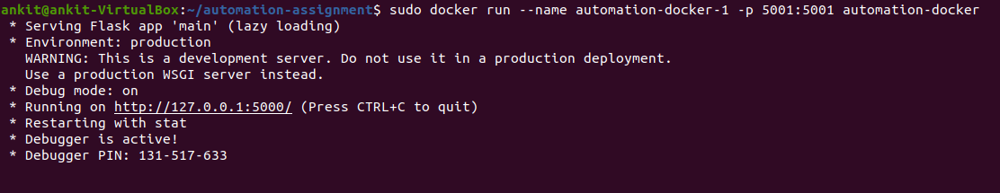 ankit@ankit-VirtualBox:~/automation-assignment$ sudo docker run --name automation-docker-1 -p 5001:5001 automation-docker
 * Serving Flask app 'main' (lazy loading)
 * Environment: production
   WARNING: This is a development server. Do not use it in a production deployment.
   Use a production WSGI server instead.
 * Debug mode: on
 * Running on http://127.0.0.1:5000/ (Press CTRL+C to quit)
 * Restarting with stat
 * Debugger is active!
 * Debugger PIN: 131-517-633